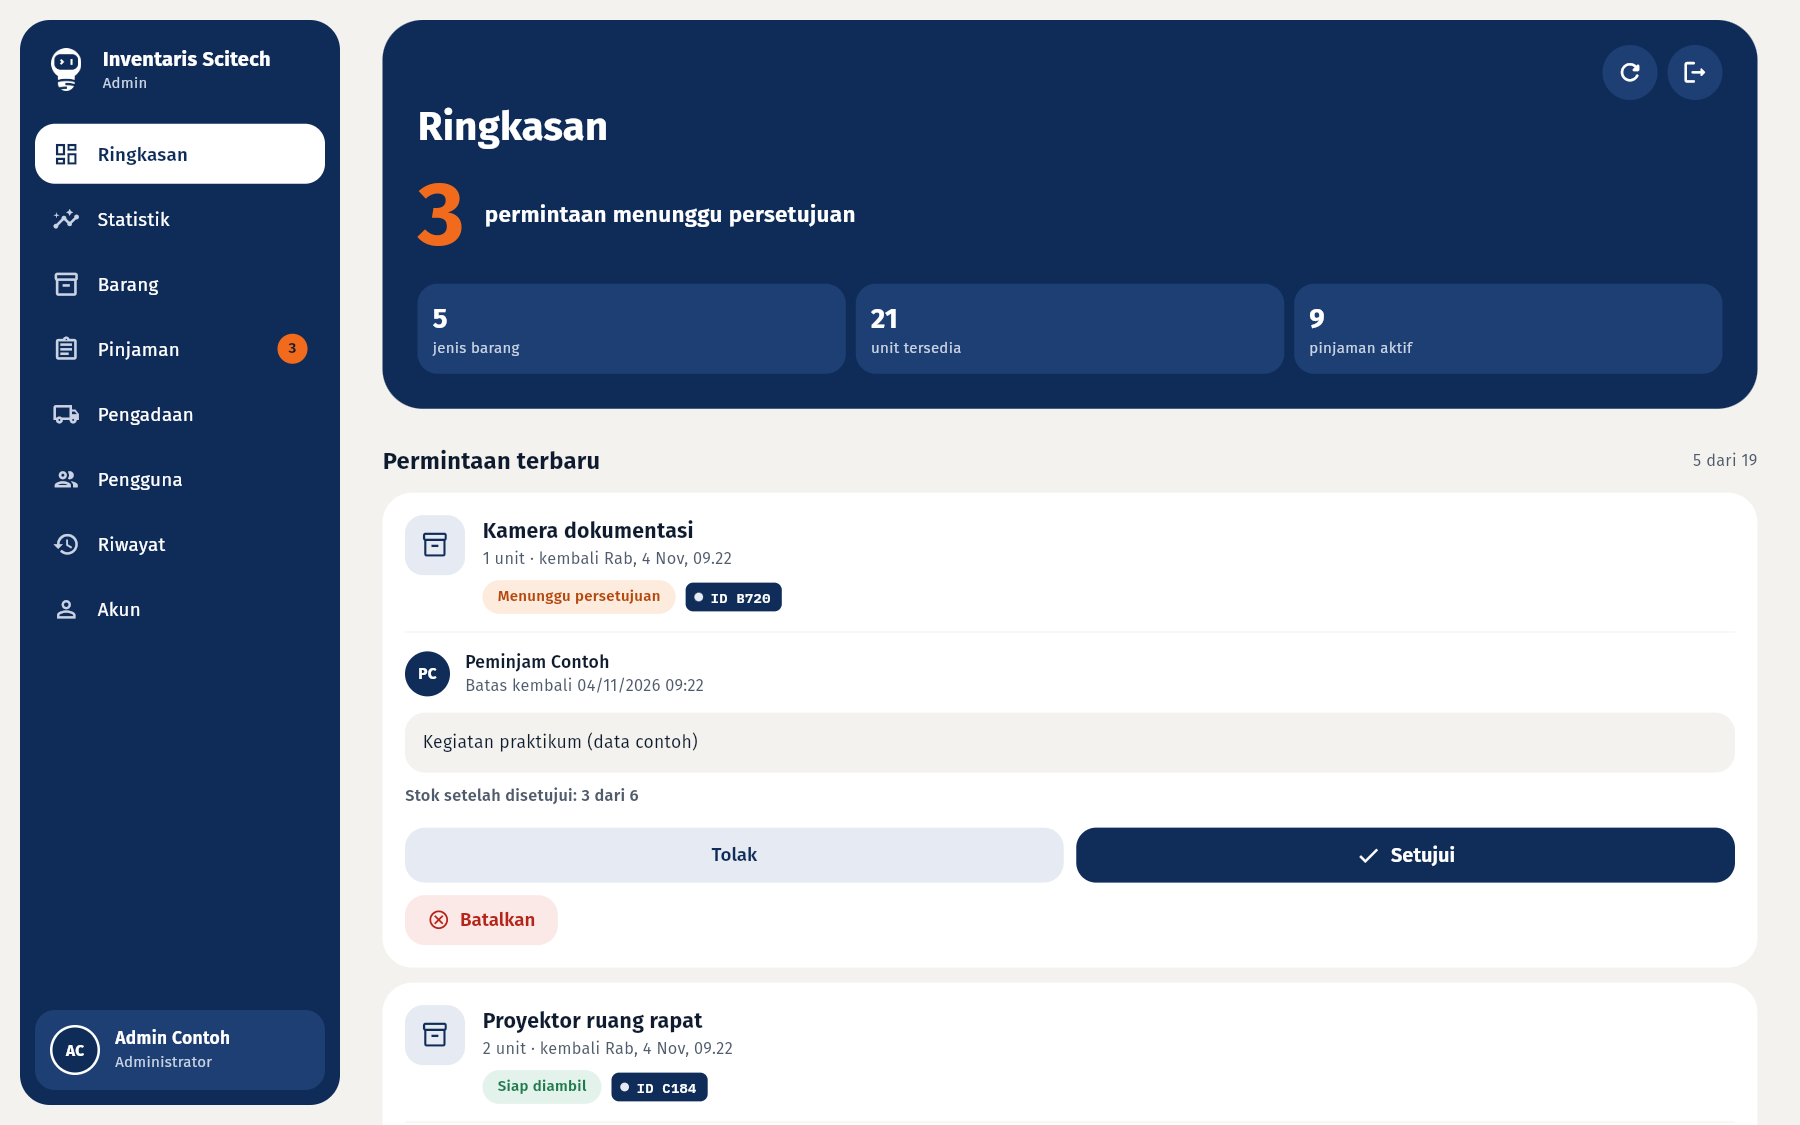 Inventaris Scitech
Admin
Ringkasan
Statistik
Barang
Pinjaman
3
Pengadaan
Pengguna
Riwayat
Akun
AC
Admin Contoh
Administrator
Ringkasan
3
permintaan menunggu persetujuan
5
jenis barang
21
unit tersedia
9
pinjaman aktif
Permintaan terbaru
5 dari 19
Kamera dokumentasi
1 unit · kembali Rab, 4 Nov, 09.22
Menunggu persetujuan
ID B720
PC
Peminjam Contoh
Batas kembali 04/11/2026 09:22
Kegiatan praktikum (data contoh)
Stok setelah disetujui: 3 dari 6
Tolak
Setujui
Batalkan
Proyektor ruang rapat
2 unit · kembali Rab, 4 Nov, 09.22
Siap diambil
ID C184